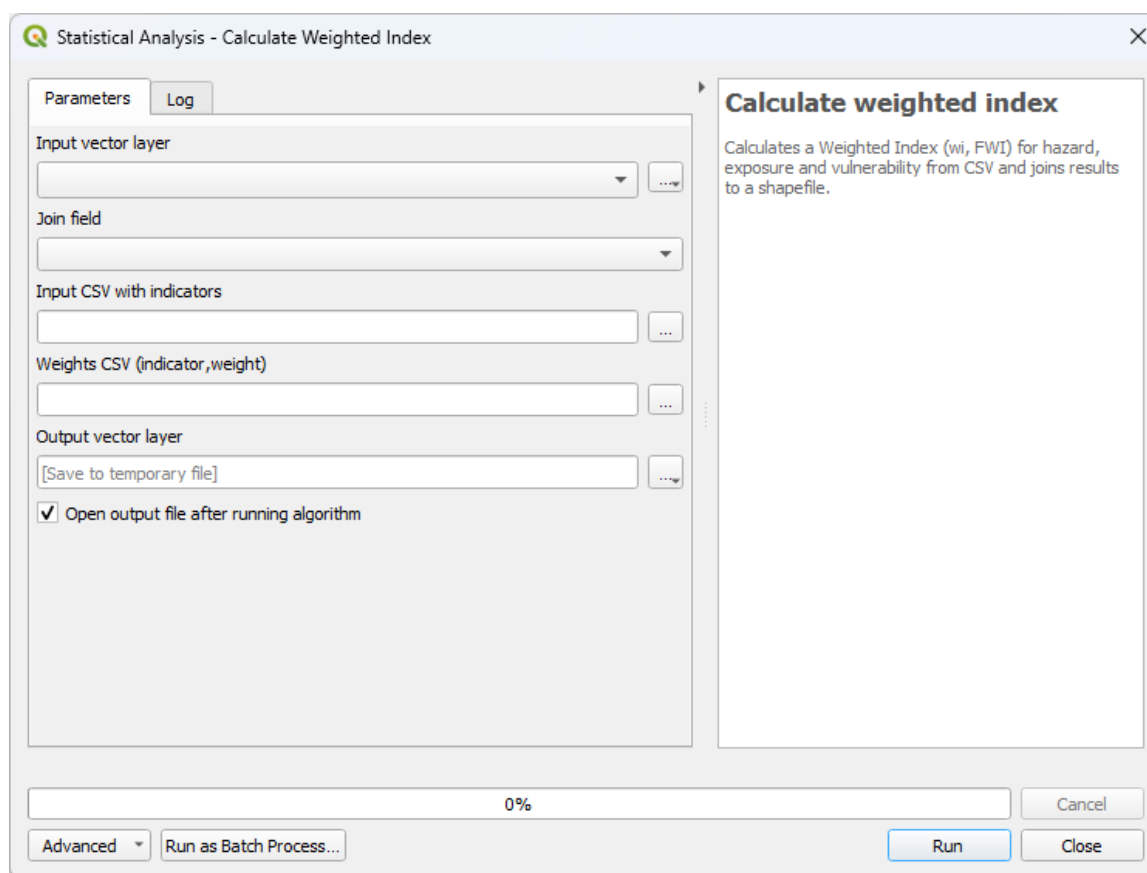 Statistical Analysis - Calculate Weighted Index
Parameters
Log
Input vector layer
...
Join field
Input CSV with indicators
...
Weights CSV (indicator,weight)
...
Output vector layer
[Save to temporary file]
...
Open output file after running algorithm
Calculate weighted index
Calculates a Weighted Index (wi, FWI) for hazard,
exposure and vulnerability from CSV and joins results
to a shapefile.
0%
Cancel
Advanced
Run as Batch Process...
Run
Close